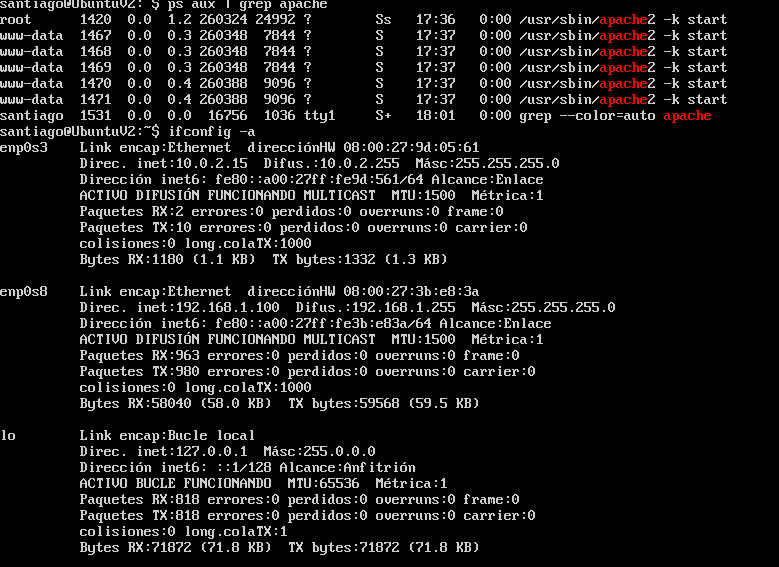 santiago@UbuntuV2:~$ ps aux | grep apache
root      1420  0.0  1.2 260324 24992 ?        Ss   17:36   0:00 /usr/sbin/apache2 -k start
www-data  1467  0.0  0.3 260348  7844 ?        S    17:37   0:00 /usr/sbin/apache2 -k start
www-data  1468  0.0  0.3 260348  7844 ?        S    17:37   0:00 /usr/sbin/apache2 -k start
www-data  1469  0.0  0.3 260348  7844 ?        S    17:37   0:00 /usr/sbin/apache2 -k start
www-data  1470  0.0  0.4 260388  9096 ?        S    17:37   0:00 /usr/sbin/apache2 -k start
www-data  1471  0.0  0.4 260388  9096 ?        S    17:37   0:00 /usr/sbin/apache2 -k start
santiago  1531  0.0  0.0  16756  1036 tty1     S+   18:01   0:00 grep --color=auto apache
santiago@UbuntuV2:~$ ifconfig -a
enp0s3    Link encap:Ethernet  direcciónHW 08:00:27:9d:05:61
          Direc. inet:10.0.2.15  Difus.:10.0.2.255  Másc:255.255.255.0
          Dirección inet6: fe80::a00:27ff:fe9d:561/64 Alcance:Enlace
          ACTIVO DIFUSIÓN FUNCIONANDO MULTICAST  MTU:1500  Métrica:1
          Paquetes RX:2 errores:0 perdidos:0 overruns:0 frame:0
          Paquetes TX:10 errores:0 perdidos:0 overruns:0 carrier:0
          colisiones:0 long.colaTX:1000
          Bytes RX:1180 (1.1 KB)  TX bytes:1332 (1.3 KB)
enp0s8    Link encap:Ethernet  direcciónHW 08:00:27:3b:e8:3a
          Direc. inet:192.168.1.100  Difus.:192.168.1.255  Másc:255.255.255.0
          Dirección inet6: fe80::a00:27ff:fe3b:e83a/64 Alcance:Enlace
          ACTIVO DIFUSIÓN FUNCIONANDO MULTICAST  MTU:1500  Métrica:1
          Paquetes RX:963 errores:0 perdidos:0 overruns:0 frame:0
          Paquetes TX:980 errores:0 perdidos:0 overruns:0 carrier:0
          colisiones:0 long.colaTX:1000
          Bytes RX:58040 (58.0 KB)  TX bytes:59568 (59.5 KB)
lo        Link encap:Bucle local
          Direc. inet:127.0.0.1  Másc:255.0.0.0
          Dirección inet6: ::1/128 Alcance:Anfitrión
          ACTIVO BUCLE FUNCIONANDO  MTU:65536  Métrica:1
          Paquetes RX:818 errores:0 perdidos:0 overruns:0 frame:0
          Paquetes TX:818 errores:0 perdidos:0 overruns:0 carrier:0
          colisiones:0 long.colaTX:1
          Bytes RX:71872 (71.8 KB)  TX bytes:71872 (71.8 KB)